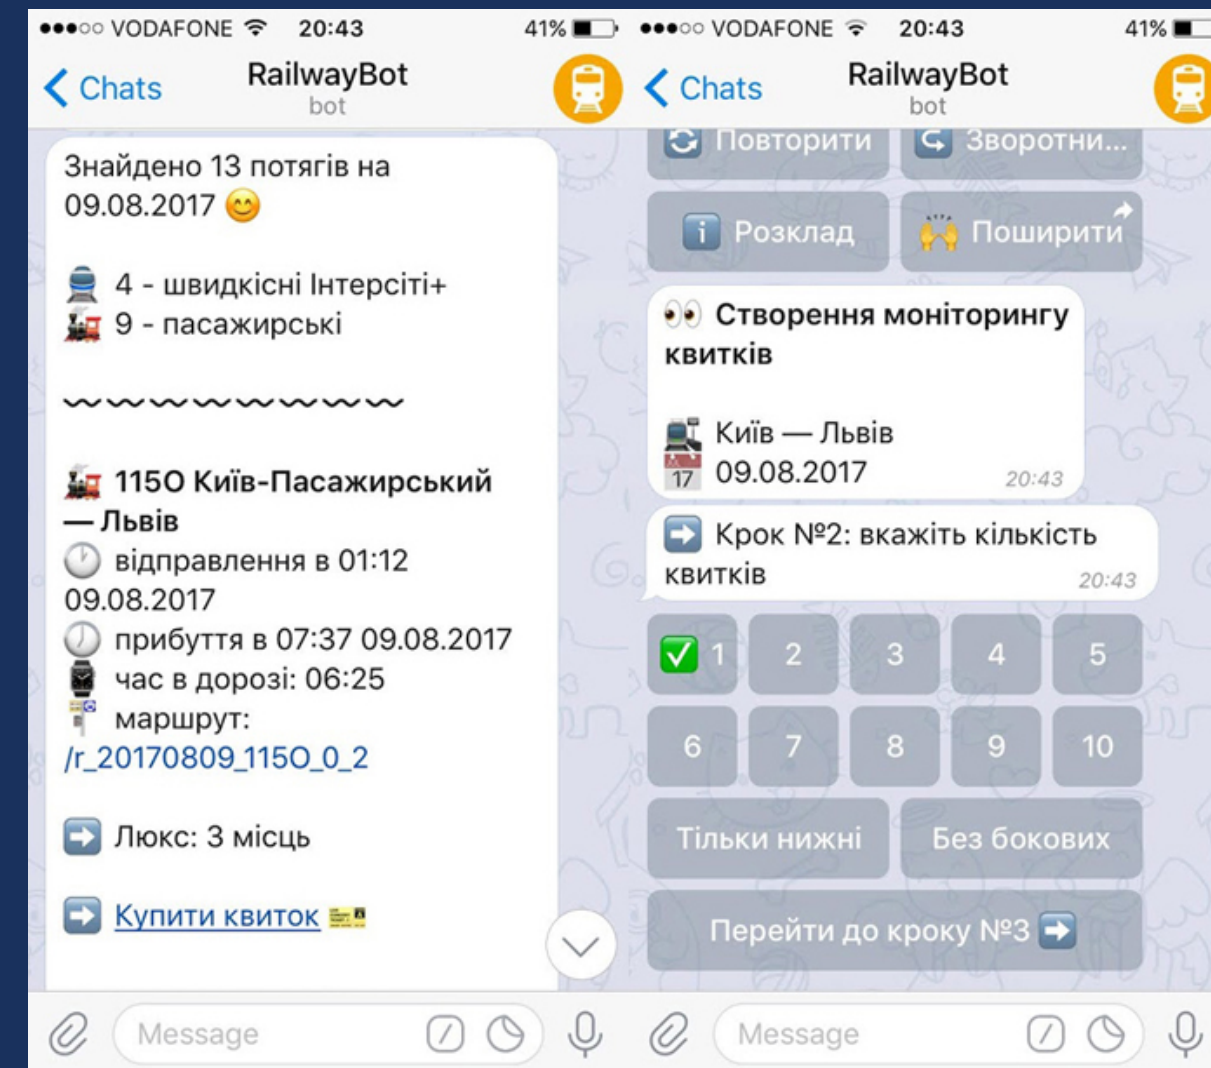 VODAFONE 20:43 41%
Chats
RailwayBot
bot
Знайдено 13 потягів на
09.08.2017 😊
4 - швидкісні Інтерсіті+
9 - пасажирські
115О Київ-Пасажирський
— Львів
відправлення в 01:12
09.08.2017
прибуття в 07:37 09.08.2017
час в дорозі: 06:25
маршрут:
/r_20170809_115О_0_2
Люкс: 3 місць
Купити квиток
Message
VODAFONE 20:43 41%
Chats
RailwayBot
bot
Повторити
Зворотни...
Розклад
Поширити
Створення моніторингу
квитків
Київ — Львів
17 09.08.2017 20:43
Крок №2: вкажіть кількість
квитків 20:43
1 2 3 4 5
6 7 8 9 10
Тільки нижні
Без бокових
Перейти до кроку №3
Message